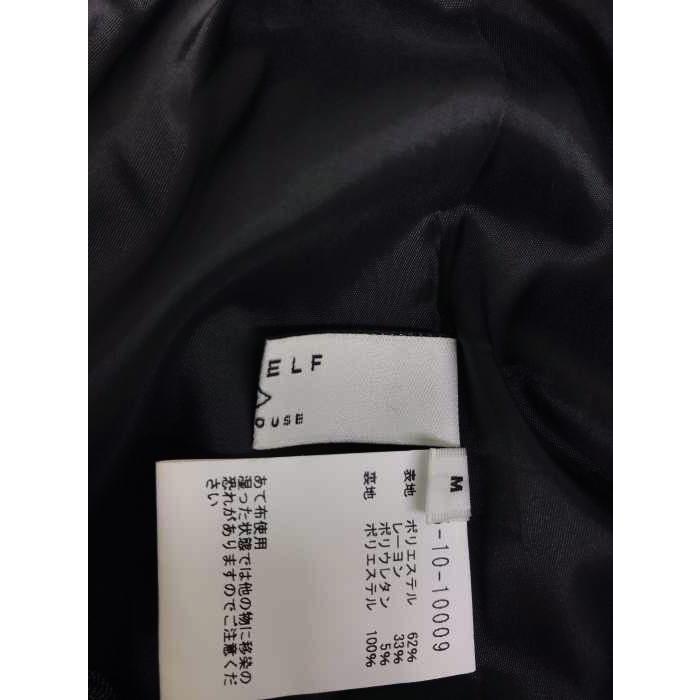 ELF
OUSE
M
-10-10009
表地 ポリエステル 62%
レーヨン 33%
ポリウレタン 5%
裏地 ポリエステル 100%
あて布使用
湿った状態では他の物に移染の
恐れがありますのでご注意くだ
さい